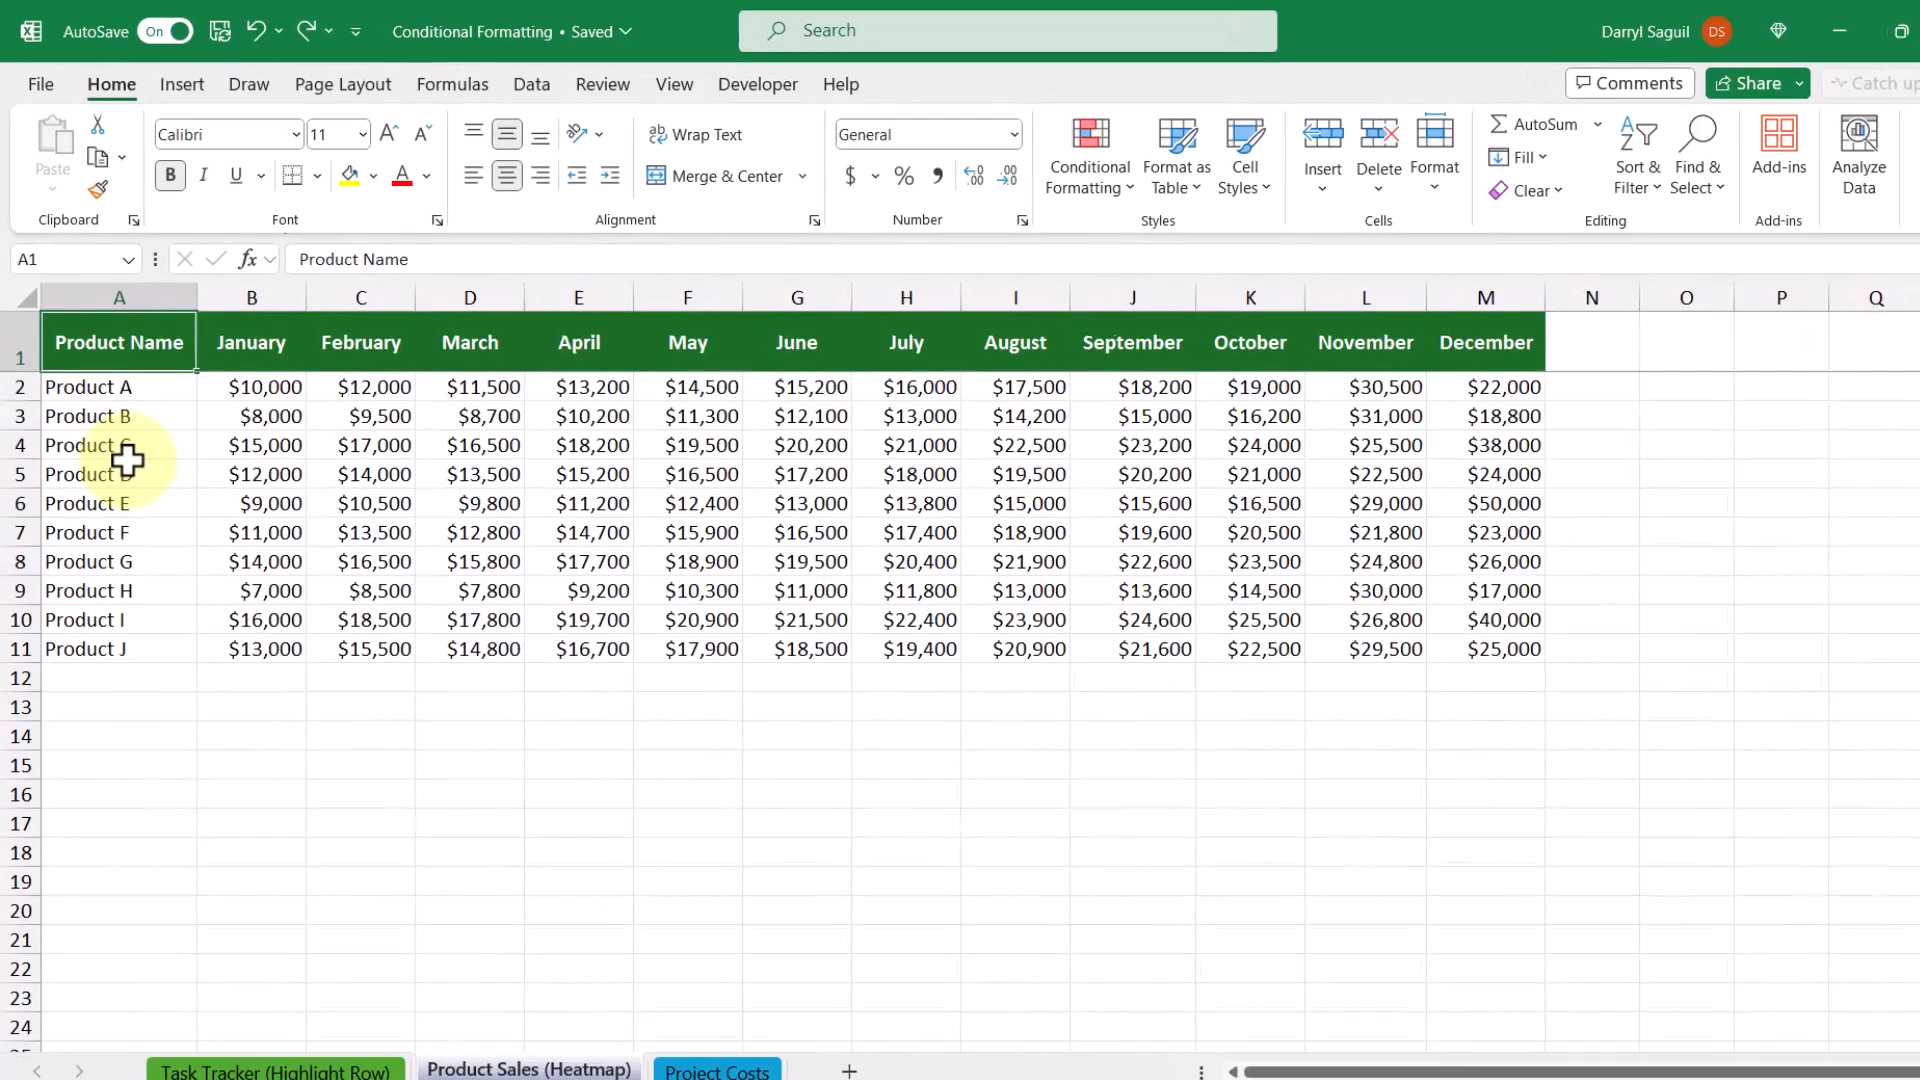 AutoSave On Conditional Formatting • Saved Search Darryl Saguil DS
File Home Insert Draw Page Layout Formulas Data Review View Developer Help Comments Share Catch up
Paste
Clipboard
Calibri 11
B I U A
Font
ab Wrap Text
Merge & Center
Alignment
General
$ % 9 .00
Number
Conditional Formatting
Format as Table
Cell Styles
Styles
Insert Delete Format
Cells
AutoSum
Fill
Clear
Sort & Filter
Find & Select
Editing
Add-ins
Add-ins
Analyze Data
A1 fx Product Name
A B C D E F G H I J K L M N O P Q
1 Product Name January February March April May June July August September October November December
2 Product A $10,000 $12,000 $11,500 $13,200 $14,500 $15,200 $16,000 $17,500 $18,200 $19,000 $30,500 $22,000
3 Product B $8,000 $9,500 $8,700 $10,200 $11,300 $12,100 $13,000 $14,200 $15,000 $16,200 $31,000 $18,800
4 Product C $15,000 $17,000 $16,500 $18,200 $19,500 $20,200 $21,000 $22,500 $23,200 $24,000 $25,500 $38,000
5 Product D $12,000 $14,000 $13,500 $15,200 $16,500 $17,200 $18,000 $19,500 $20,200 $21,000 $22,500 $24,000
6 Product E $9,000 $10,500 $9,800 $11,200 $12,400 $13,000 $13,800 $15,000 $15,600 $16,500 $29,000 $50,000
7 Product F $11,000 $13,500 $12,800 $14,700 $15,900 $16,500 $17,400 $18,900 $19,600 $20,500 $21,800 $23,000
8 Product G $14,000 $16,500 $15,800 $17,700 $18,900 $19,500 $20,400 $21,900 $22,600 $23,500 $24,800 $26,000
9 Product H $7,000 $8,500 $7,800 $9,200 $10,300 $11,000 $11,800 $13,000 $13,600 $14,500 $30,000 $17,000
10 Product I $16,000 $18,500 $17,800 $19,700 $20,900 $21,500 $22,400 $23,900 $24,600 $25,500 $26,800 $40,000
11 Product J $13,000 $15,500 $14,800 $16,700 $17,900 $18,500 $19,400 $20,900 $21,600 $22,500 $29,500 $25,000
12
13
14
15
16
17
18
19
20
21
22
23
24
25
Task Tracker (Highlight Row) Product Sales (Heatmap) Project Costs